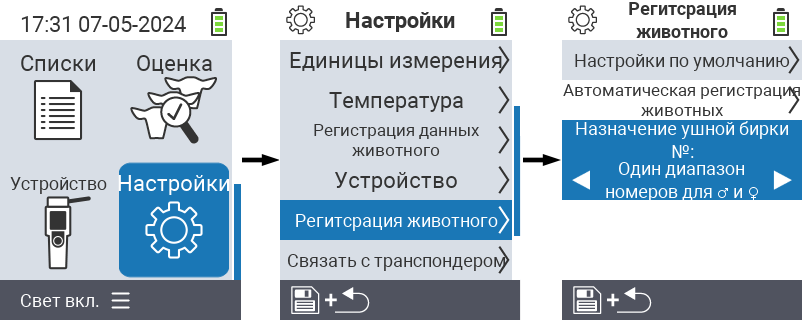 17:31 07-05-2024
Списки
Оценка
Устройство
Настройки
Свет вкл.
Настройки
Единицы измерения
Температура
Регистрация данных
животного
Устройство
Регитсрация животного
Связать с транспондером
+
Регитсрация
животного
Настройки по умолчанию
Автоматическая регистрация
животных
Назначение ушной бирки
№:
Один диапазон
номеров для ♂ и ♀
+